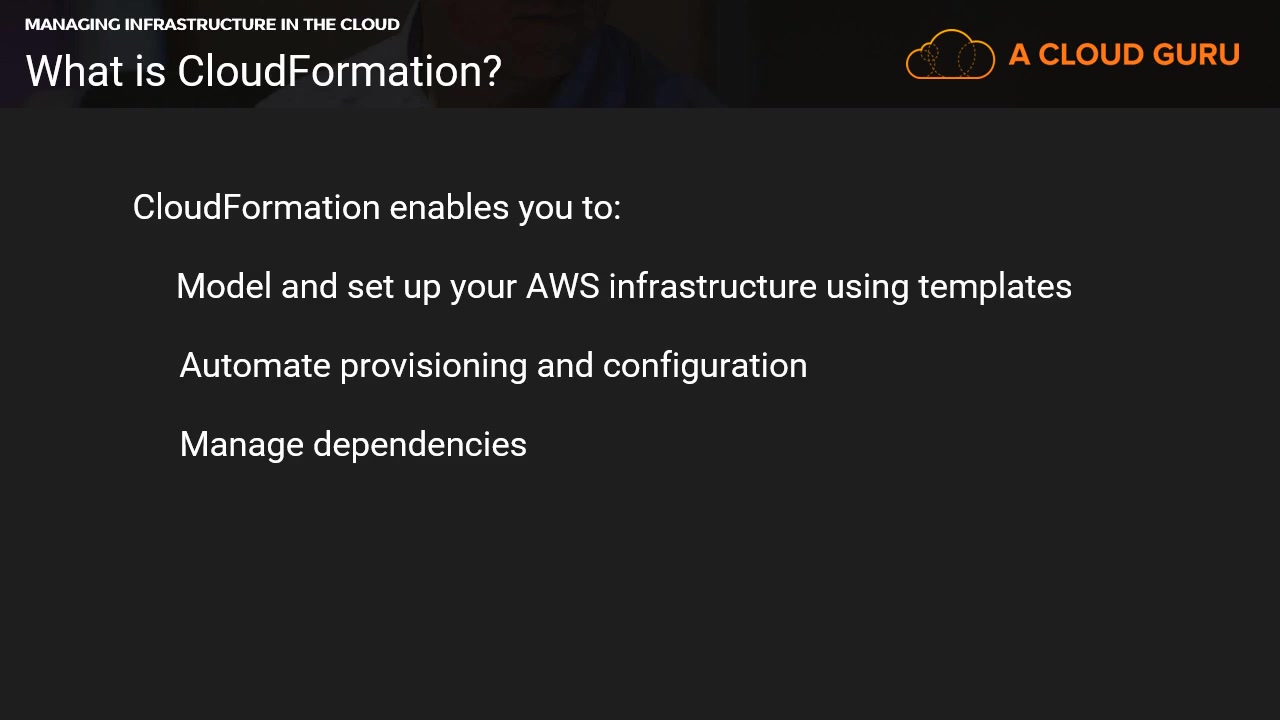 MANAGING INFRASTRUCTURE IN THE CLOUD
What is CloudFormation?
A CLOUD GURU
CloudFormation enables you to:
Model and set up your AWS infrastructure using templates
Automate provisioning and configuration
Manage dependencies